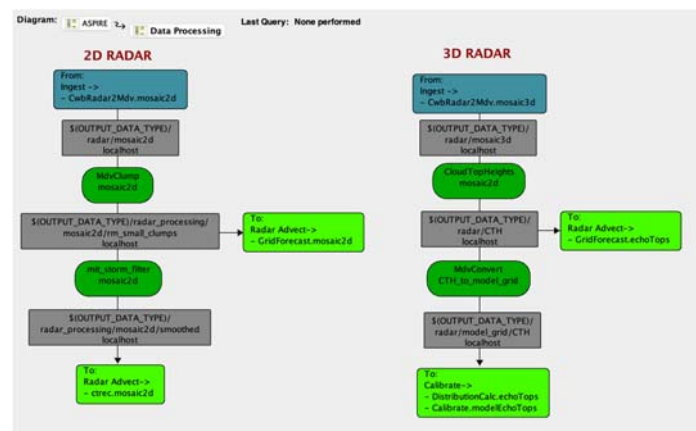 Diagram: ASPIRE Data Processing Last Query: None performed
2D RADAR
From:
Ingest ->
- CwbRadar2Mdv.mosaic2d
$(OUTPUT_DATA_TYPE)/
radar/mosaic2d
localhost
MdvClump
mosaic2d
$(OUTPUT_DATA_TYPE)/radar_processing/
mosaic2d/rm_small_clumps
localhost
To:
Radar Advect->
- GridForecast.mosaic2d
mit_storm_filter
mosaic2d
$(OUTPUT_DATA_TYPE)/
radar_processing/mosaic2d/smoothed
localhost
To:
Radar Advect->
- ctrec.mosaic2d
3D RADAR
From:
Ingest ->
- CwbRadar2Mdv.mosaic3d
$(OUTPUT_DATA_TYPE)/
radar/mosaic3d
localhost
CloudTopHeights
mosaic2d
$(OUTPUT_DATA_TYPE)/
radar/CTH
localhost
To:
Radar Advect->
- GridForecast.echoTops
MdvConvert
CTH_to_model_grid
$(OUTPUT_DATA_TYPE)/
radar/model_grid/CTH
localhost
To:
Calibrate->
- DistributionCalc.echoTops
- Calibrate.modelEchoTops